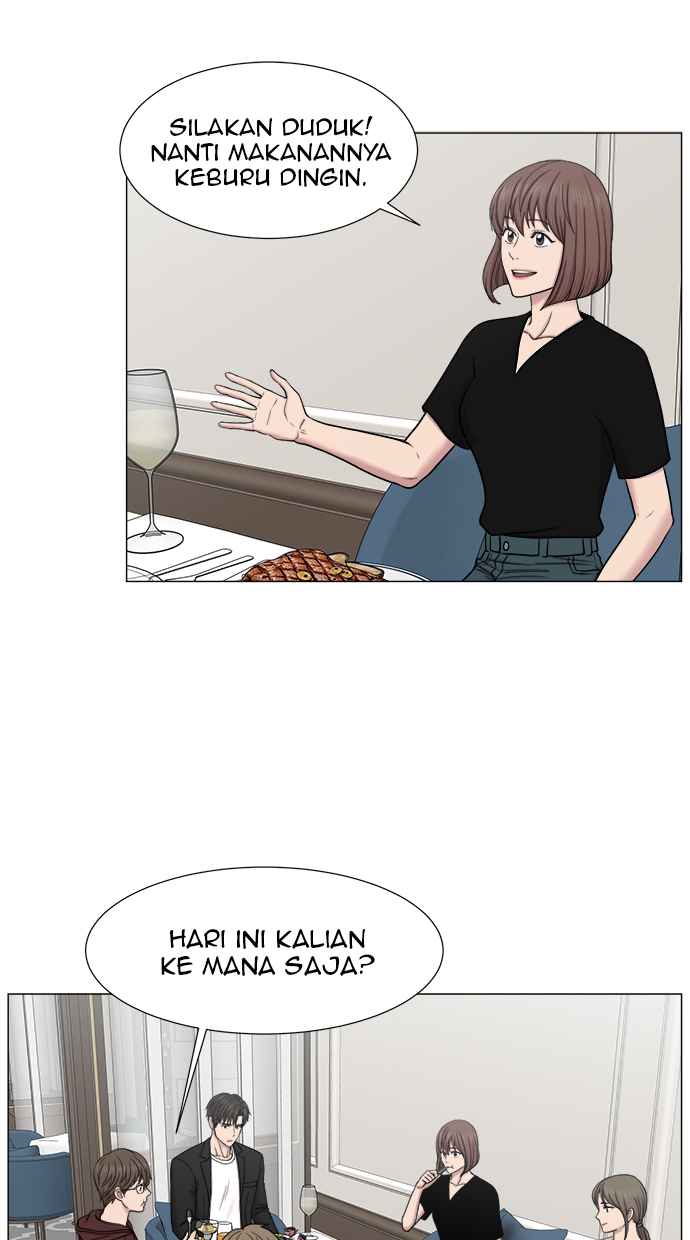 SILAKAN DUDUK!
NANTI MAKANANNYA
KEBURU DINGIN.
HARI INI KALIAN
KE MANA SAJA?